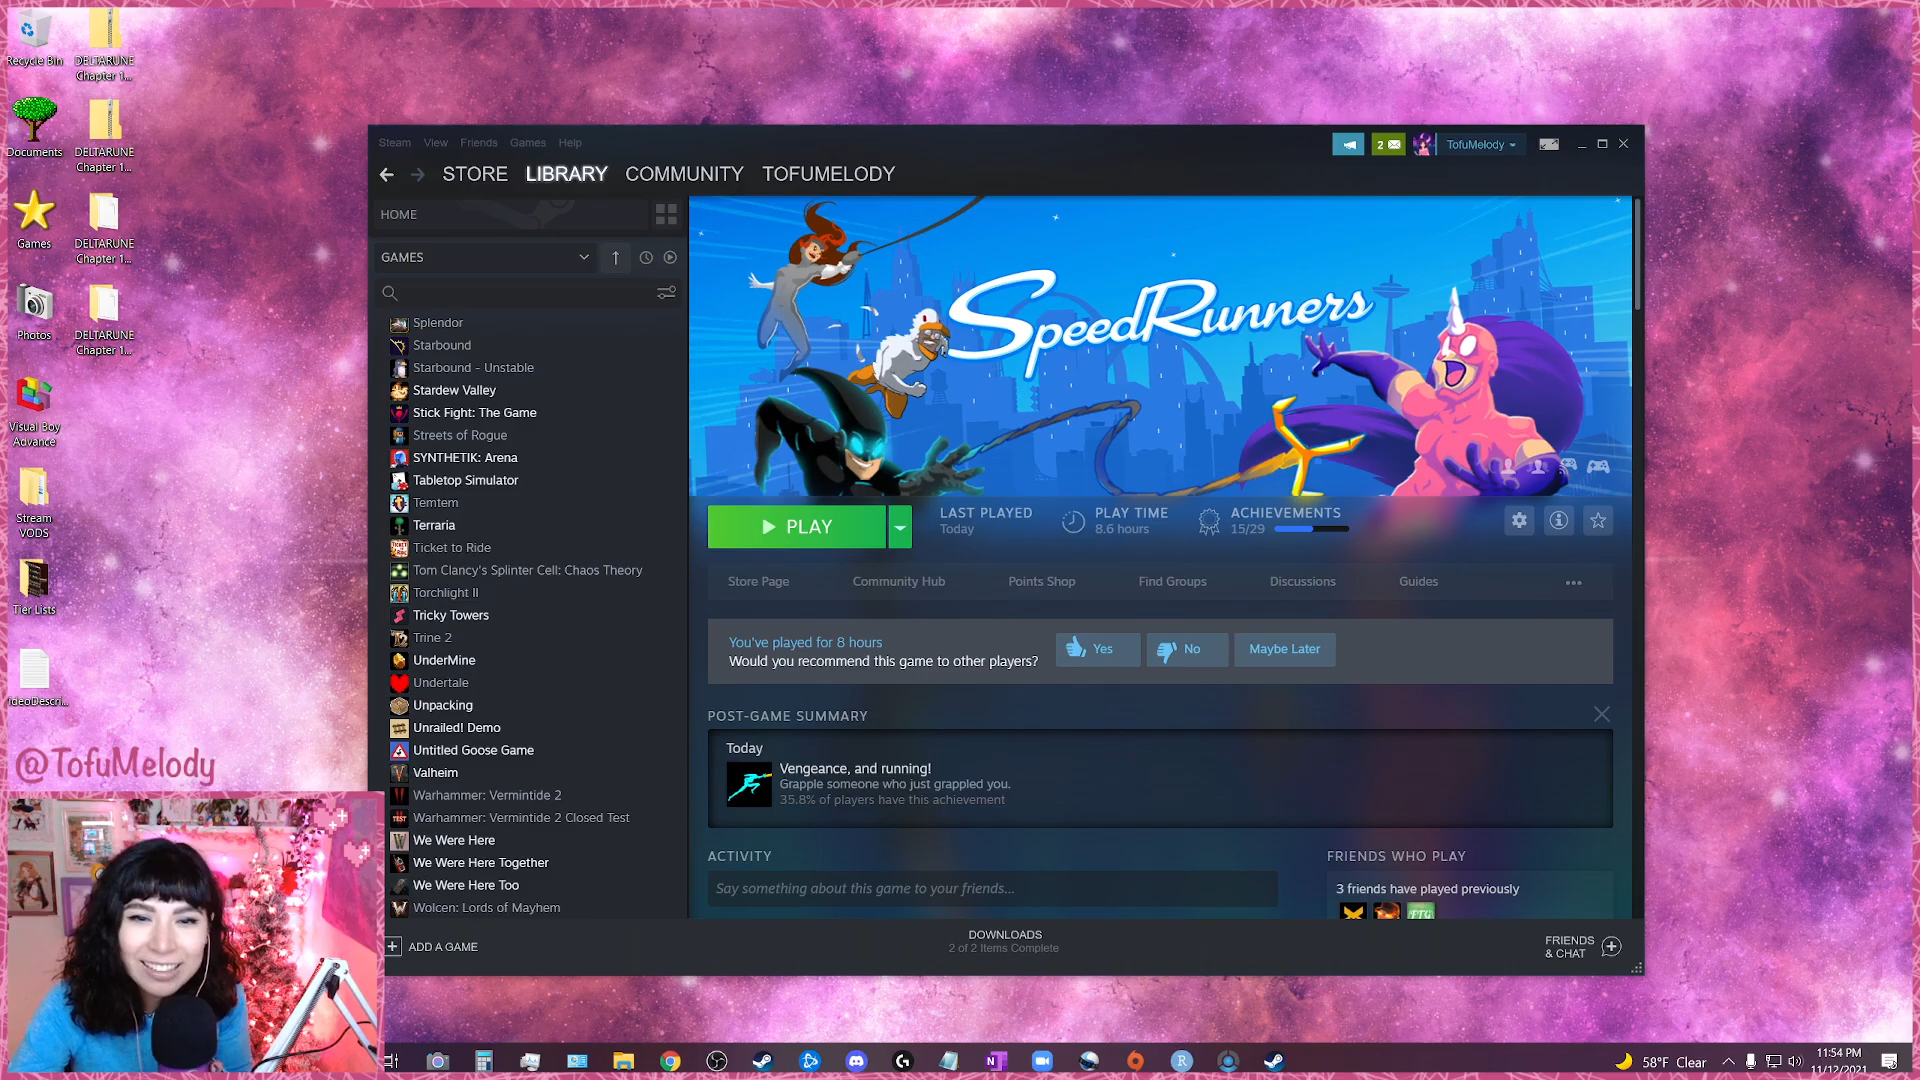 Recycle Bin
DELTARUNE
Chapter 1...
Documents
DELTARUNE
Chapter 1...
Games
DELTARUNE
Chapter 1...
Photos
DELTARUNE
Chapter 1...
Visual Boy
Advance
Stream
VODS
Tier Lists
ideoDescri...
@TofuMelody
Steam View Friends Games Help
2
TofuMelody
STORE LIBRARY COMMUNITY TOFUMELODY
HOME
GAMES
Splendor
Starbound
Starbound - Unstable
Stardew Valley
Stick Fight: The Game
Streets of Rogue
SYNTHETIK: Arena
Tabletop Simulator
Temtem
Terraria
Ticket to Ride
Tom Clancy's Splinter Cell: Chaos Theory
Torchlight II
Tricky Towers
Trine 2
UnderMine
Undertale
Unpacking
Unrailed! Demo
Untitled Goose Game
Valheim
Warhammer: Vermintide 2
Warhammer: Vermintide 2 Closed Test
We Were Here
We Were Here Together
We Were Here Too
Wolcen: Lords of Mayhem
ADD A GAME
SpeedRunners
PLAY
LAST PLAYED
Today
PLAY TIME
8.6 hours
ACHIEVEMENTS
15/29
Store Page Community Hub Points Shop Find Groups Discussions Guides
You've played for 8 hours
Would you recommend this game to other players?
Yes No Maybe Later
POST-GAME SUMMARY
Today
Vengeance, and running!
Grapple someone who just grappled you.
35.8% of players have this achievement
ACTIVITY
Say something about this game to your friends...
FRIENDS WHO PLAY
3 friends have played previously
DOWNLOADS
2 of 2 Items Complete
FRIENDS
& CHAT
58°F Clear
11:54 PM
11/12/2021